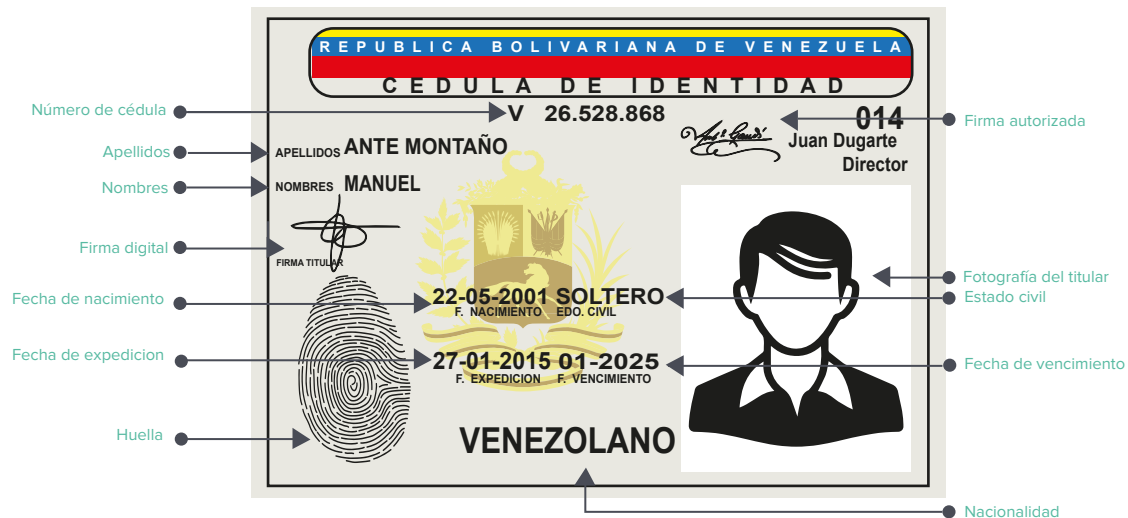 REPUBLICA BOLIVARIANA DE VENEZUELA
CEDULA DE IDENTIDAD
Número de cédula
V 26.528.868
014
Firma autorizada
Juan Dugarte
Director
Apellidos
APELLIDOS ANTE MONTAÑO
Nombres
NOMBRES MANUEL
Firma digital
FIRMA TITULAR
Fotografía del titular
Fecha de nacimiento
22-05-2001 SOLTERO
Estado civil
F. NACIMIENTO EDO. CIVIL
Fecha de expedicion
27-01-2015 01-2025
Fecha de vencimiento
F. EXPEDICION F. VENCIMIENTO
Huella
VENEZOLANO
Nacionalidad